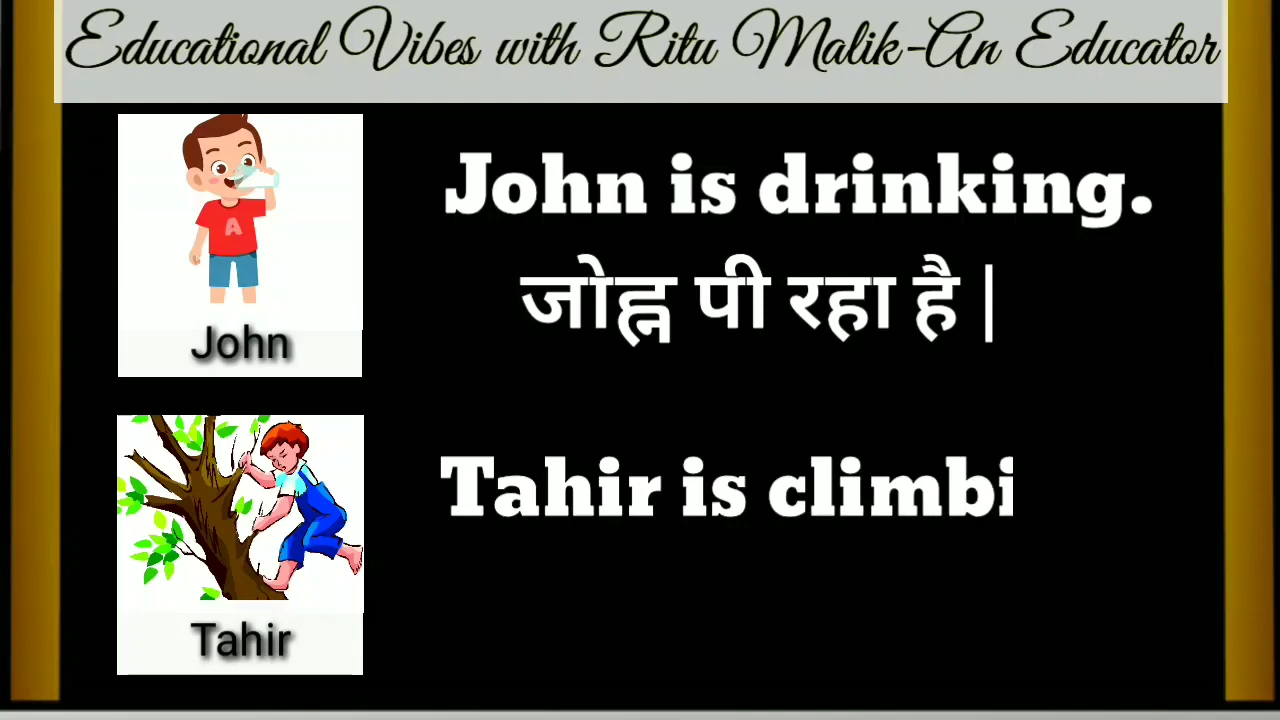 Educational Vibes with Ritu Malik-An Educator
A
John
John is drinking.
जोह्न पी रहा है |
Tahir
Tahir is climbi